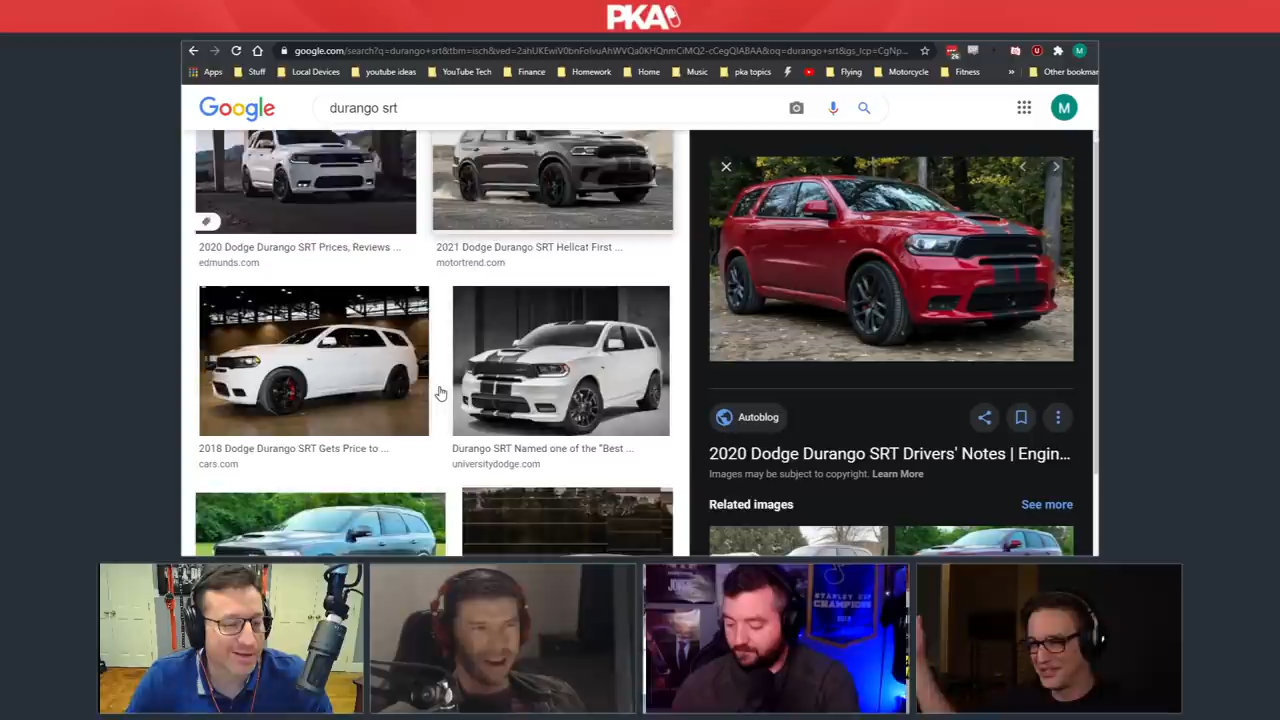 PKA
google.com/search?q=durango+srt&tbm=isch&ved=2ahUKEwiV0bnFoIvuAhWVQa0KHQnmCiMQ2-cCegQIABAA&oq=durango+srt&gs_lcp=CgNp...
26
M
Apps Stuff Local Devices youtube ideas YouTube Tech Finance Homework Home Music pka topics Flying Motorcycle Fitness » Other bookmar
Google durango srt M
2020 Dodge Durango SRT Prices, Reviews ...
edmunds.com
2021 Dodge Durango SRT Hellcat First ...
motortrend.com
2018 Dodge Durango SRT Gets Price to ...
cars.com
Durango SRT Named one of the "Best ...
universitydodge.com
Autoblog
2020 Dodge Durango SRT Drivers' Notes | Engin...
Images may be subject to copyright. Learn More
Related images See more
STANLEY CUP
CHAMPIONS